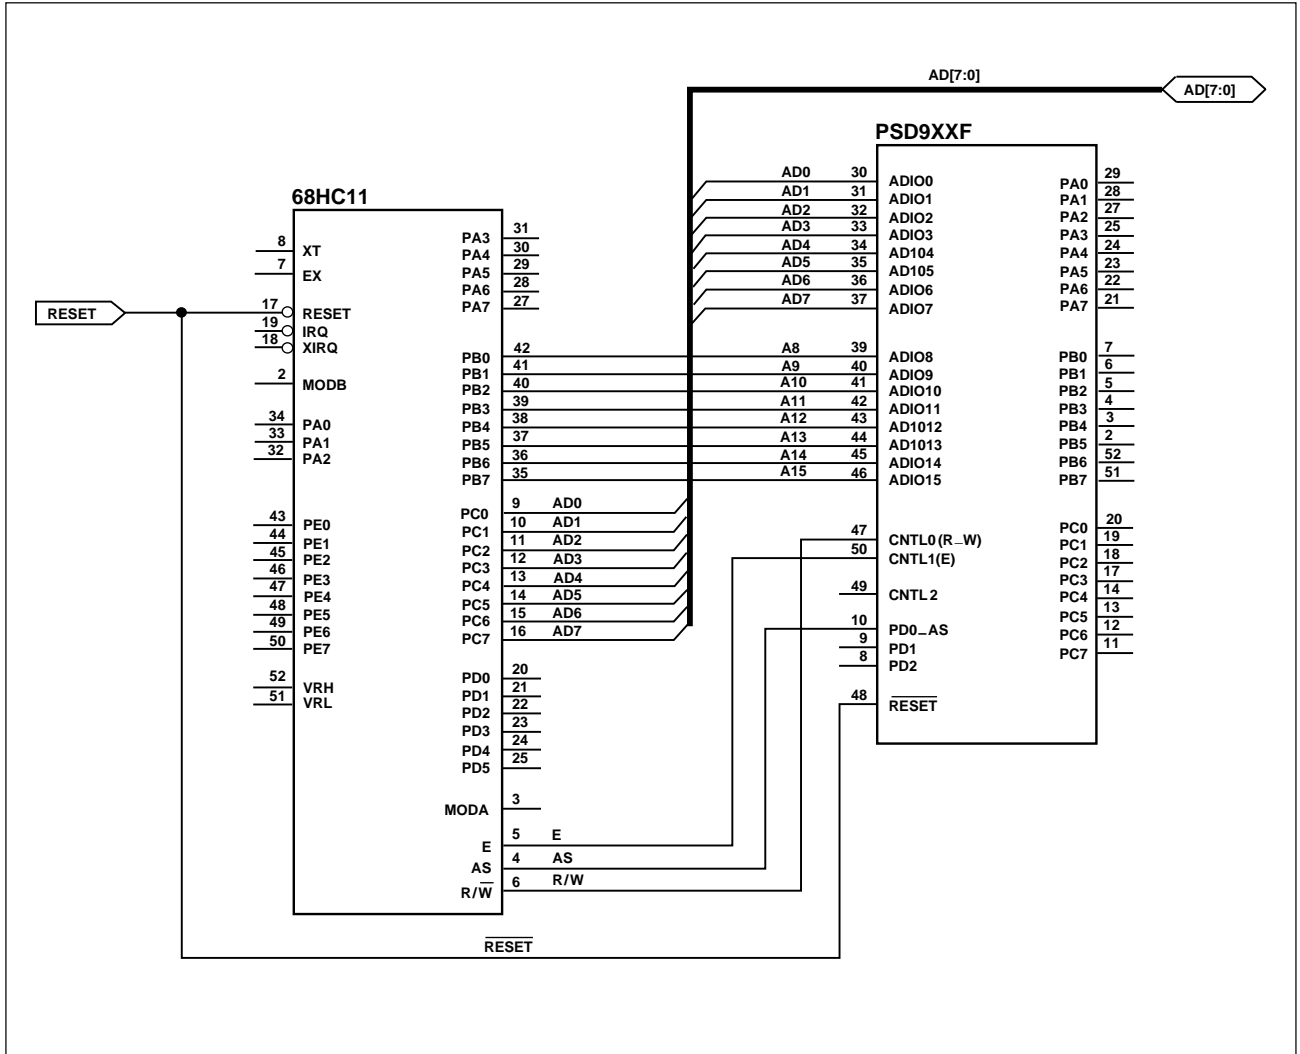 AD[7:0]
AD[7:0]
RESET
68HC11
8 XT
7 EX
17 RESET
19 IRQ
18 XIRQ
2 MODB
34 PA0
33 PA1
32 PA2
43 PE0
44 PE1
45 PE2
46 PE3
47 PE4
48 PE5
49 PE6
50 PE7
52 VRH
51 VRL
PA3 31
PA4 30
PA5 29
PA6 28
PA7 27
PB0 42
PB1 41
PB2 40
PB3 39
PB4 38
PB5 37
PB6 36
PB7 35
PC0 9 AD0
PC1 10 AD1
PC2 11 AD2
PC3 12 AD3
PC4 13 AD4
PC5 14 AD5
PC6 15 AD6
PC7 16 AD7
PD0 20
PD1 21
PD2 22
PD3 23
PD4 24
PD5 25
MODA 3
E 5 E
AS 4 AS
R/W̅ 6 R/W
R̅E̅S̅E̅T̅
PSD9XXF
AD0 30 ADIO0
AD1 31 ADIO1
AD2 32 ADIO2
AD3 33 ADIO3
AD4 34 AD104
AD5 35 AD105
AD6 36 ADIO6
AD7 37 ADIO7
A8 39 ADIO8
A9 40 ADIO9
A10 41 ADIO10
A11 42 ADIO11
A12 43 AD1012
A13 44 AD1013
A14 45 ADIO14
A15 46 ADIO15
47 CNTL0(R_W)
50 CNTL1(E)
49 CNTL2
10 PD0_AS
9 PD1
8 PD2
48 R̅E̅S̅E̅T̅
PA0 29
PA1 28
PA2 27
PA3 25
PA4 24
PA5 23
PA6 22
PA7 21
PB0 7
PB1 6
PB2 5
PB3 4
PB4 3
PB5 2
PB6 52
PB7 51
PC0 20
PC1 19
PC2 18
PC3 17
PC4 14
PC5 13
PC6 12
PC7 11